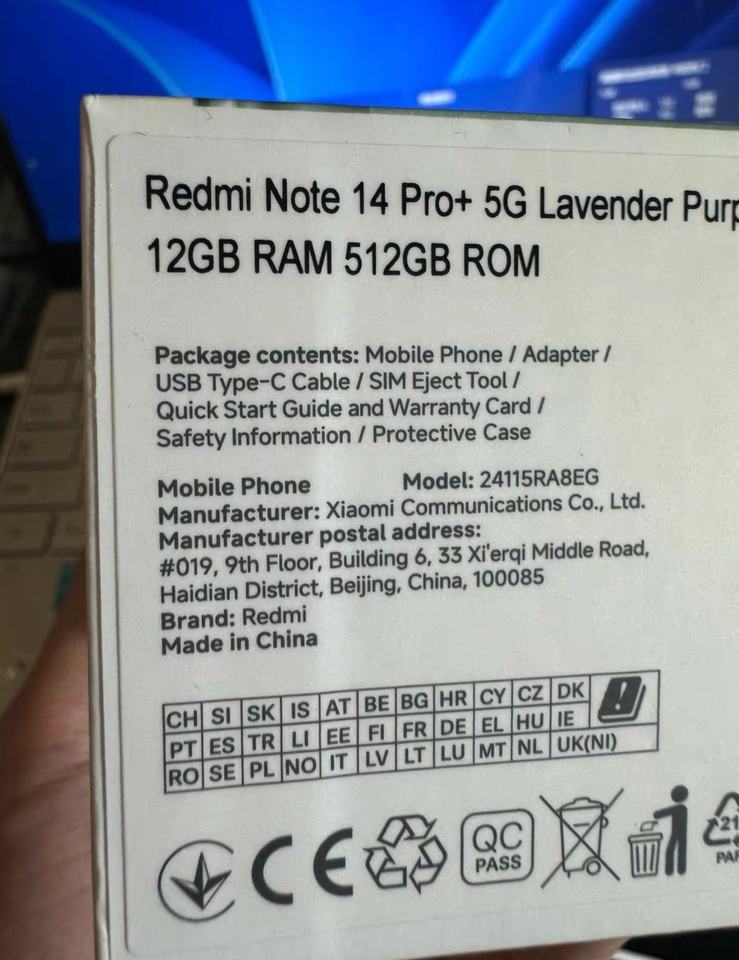 Redmi Note 14 Pro+ 5G Lavender Purp
12GB RAM 512GB ROM
Package contents: Mobile Phone / Adapter /
USB Type-C Cable / SIM Eject Tool /
Quick Start Guide and Warranty Card /
Safety Information / Protective Case
Mobile Phone Model: 24115RA8EG
Manufacturer: Xiaomi Communications Co., Ltd.
Manufacturer postal address:
#019, 9th Floor, Building 6, 33 Xi'erqi Middle Road,
Haidian District, Beijing, China, 100085
Brand: Redmi
Made in China
CH SI SK IS AT BE BG HR CY CZ DK
PT ES TR LI EE FI FR DE EL HU IE
RO SE PL NO IT LV LT LU MT NL UK(NI)
CE QC PASS 21 PAP